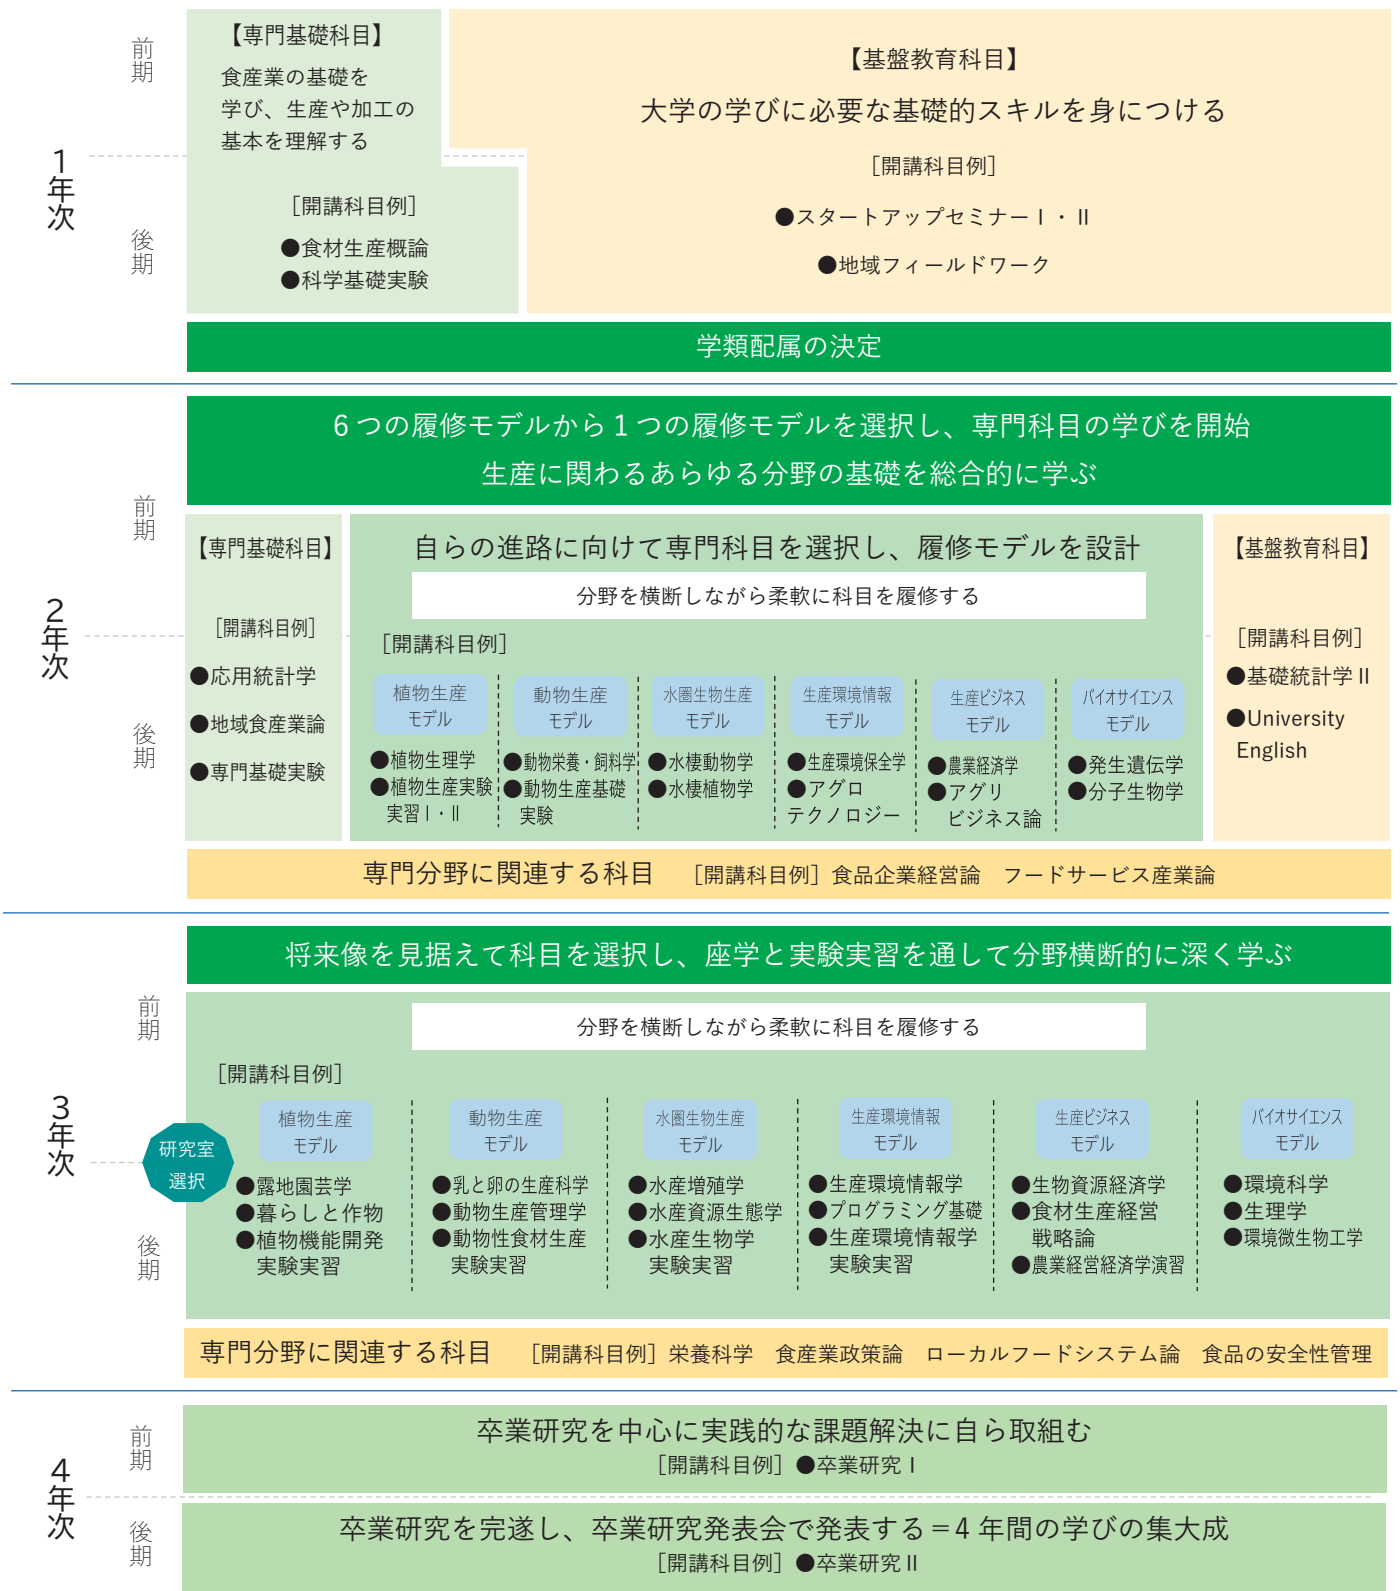 1年次
前期
【専門基礎科目】
食産業の基礎を
学び、生産や加工の
基本を理解する
【基盤教育科目】
大学の学びに必要な基礎的スキルを身につける
後期
［開講科目例］
●食材生産概論
●科学基礎実験
［開講科目例］
●スタートアップセミナーⅠ・Ⅱ
●地域フィールドワーク
学類配属の決定
2年次
前期
6つの履修モデルから1つの履修モデルを選択し、専門科目の学びを開始
生産に関わるあらゆる分野の基礎を総合的に学ぶ
後期
【専門基礎科目】
［開講科目例］
●応用統計学
●地域食産業論
●専門基礎実験
自らの進路に向けて専門科目を選択し、履修モデルを設計
分野を横断しながら柔軟に科目を履修する
［開講科目例］
植物生産
モデル
●植物生理学
●植物生産実験
実習Ⅰ・Ⅱ
動物生産
モデル
●動物栄養・飼料学
●動物生産基礎
実験
水圏生物生産
モデル
●水棲動物学
●水棲植物学
生産環境情報
モデル
●生産環境保全学
●アグロ
テクノロジー
生産ビジネス
モデル
●農業経済学
●アグリ
ビジネス論
バイオサイエンス
モデル
●発生遺伝学
●分子生物学
【基盤教育科目】
［開講科目例］
●基礎統計学Ⅱ
●University
English
専門分野に関連する科目　［開講科目例］食品企業経営論　フードサービス産業論
3年次
前期
将来像を見据えて科目を選択し、座学と実験実習を通して分野横断的に深く学ぶ
分野を横断しながら柔軟に科目を履修する
［開講科目例］
研究室
選択
後期
植物生産
モデル
●露地園芸学
●暮らしと作物
●植物機能開発
実験実習
動物生産
モデル
●乳と卵の生産科学
●動物生産管理学
●動物性食材生産
実験実習
水圏生物生産
モデル
●水産増殖学
●水産資源生態学
●水産生物学
実験実習
生産環境情報
モデル
●生産環境情報学
●プログラミング基礎
●生産環境情報学
実験実習
生産ビジネス
モデル
●生物資源経済学
●食材生産経営
戦略論
●農業経営経済学演習
バイオサイエンス
モデル
●環境科学
●生理学
●環境微生物工学
専門分野に関連する科目　［開講科目例］栄養科学　食産業政策論　ローカルフードシステム論　食品の安全性管理
4年次
前期
卒業研究を中心に実践的な課題解決に自ら取組む
［開講科目例］●卒業研究Ⅰ
後期
卒業研究を完遂し、卒業研究発表会で発表する＝4年間の学びの集大成
［開講科目例］●卒業研究Ⅱ